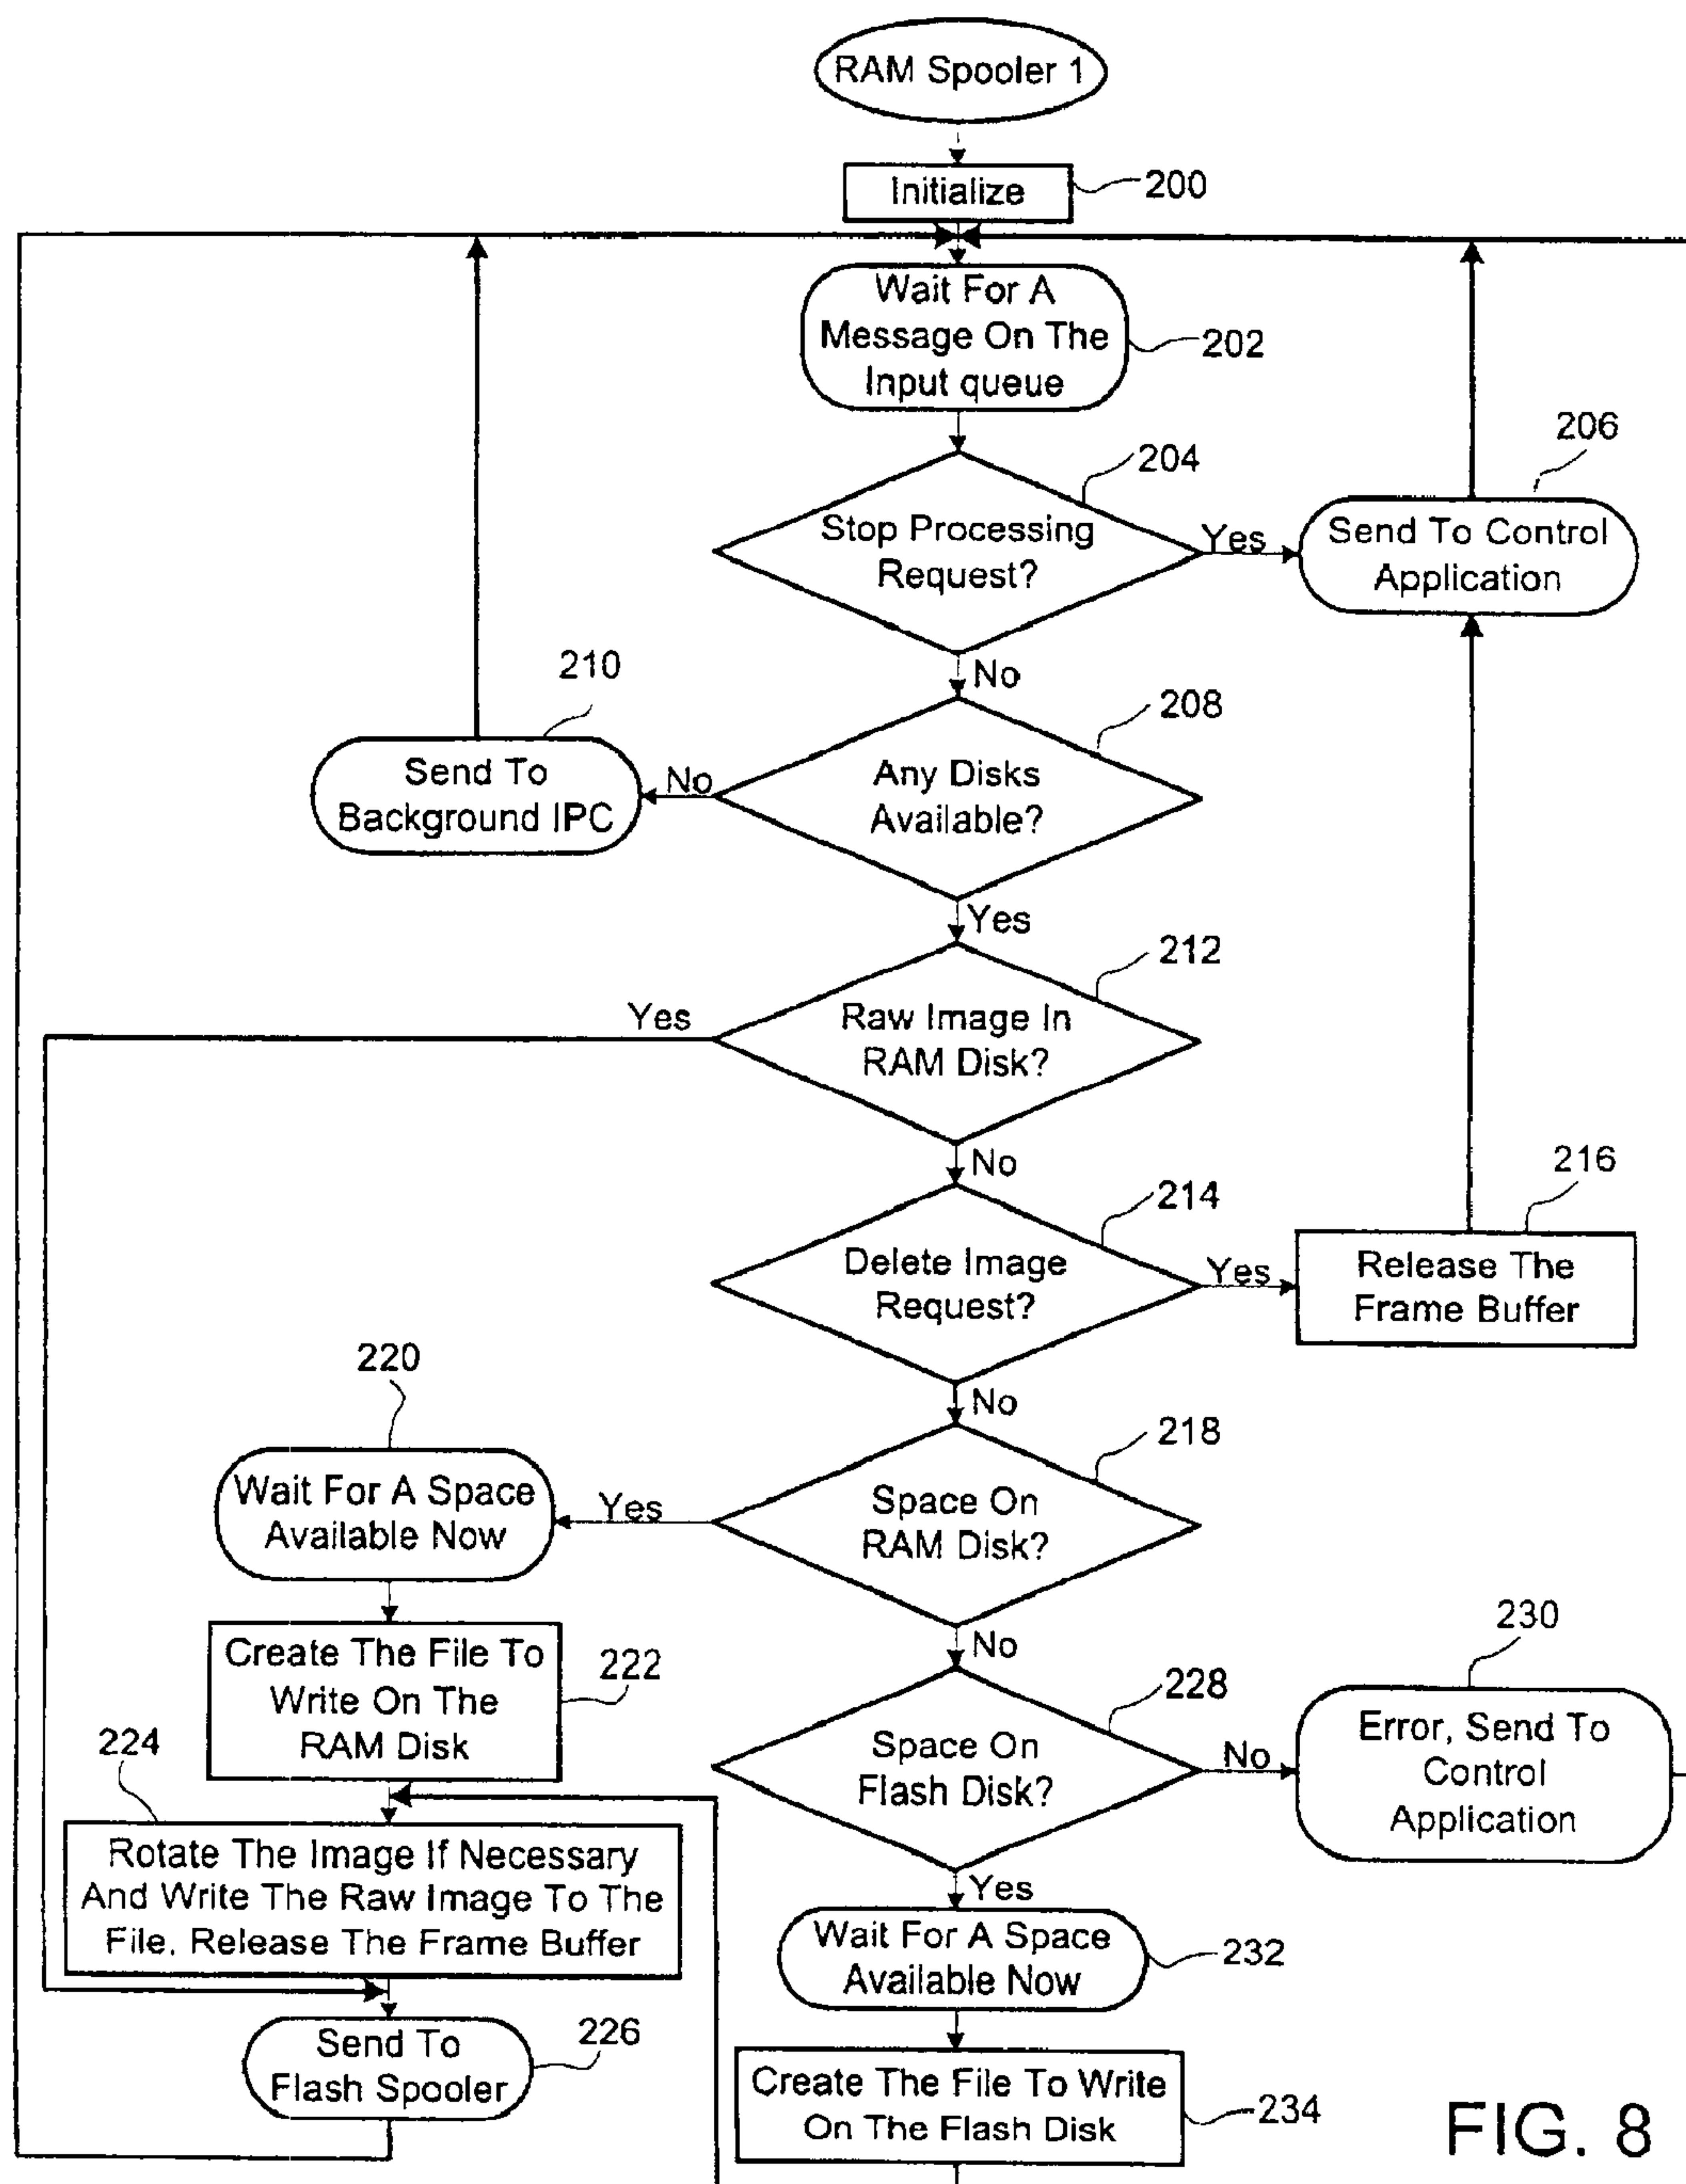 RAM Spooler 1
Initialize
200
Wait For A
Message On The
Input queue
202
204
Stop Processing
Request?
Yes
206
Send To Control
Application
No
210
Send To
Background IPC
No
208
Any Disks
Available?
Yes
212
Yes
Raw Image In
RAM Disk?
No
214
Delete Image
Request?
Yes
216
Release The
Frame Buffer
No
220
Wait For A Space
Available Now
Yes
218
Space On
RAM Disk?
No
Create The File To
Write On The
RAM Disk
222
228
Space On
Flash Disk?
No
230
Error, Send To
Control
Application
224
Rotate The Image If Necessary
And Write The Raw Image To The
File. Release The Frame Buffer
Yes
Wait For A Space
Available Now
232
Send To
Flash Spooler
226
Create The File To Write
On The Flash Disk
234
FIG. 8